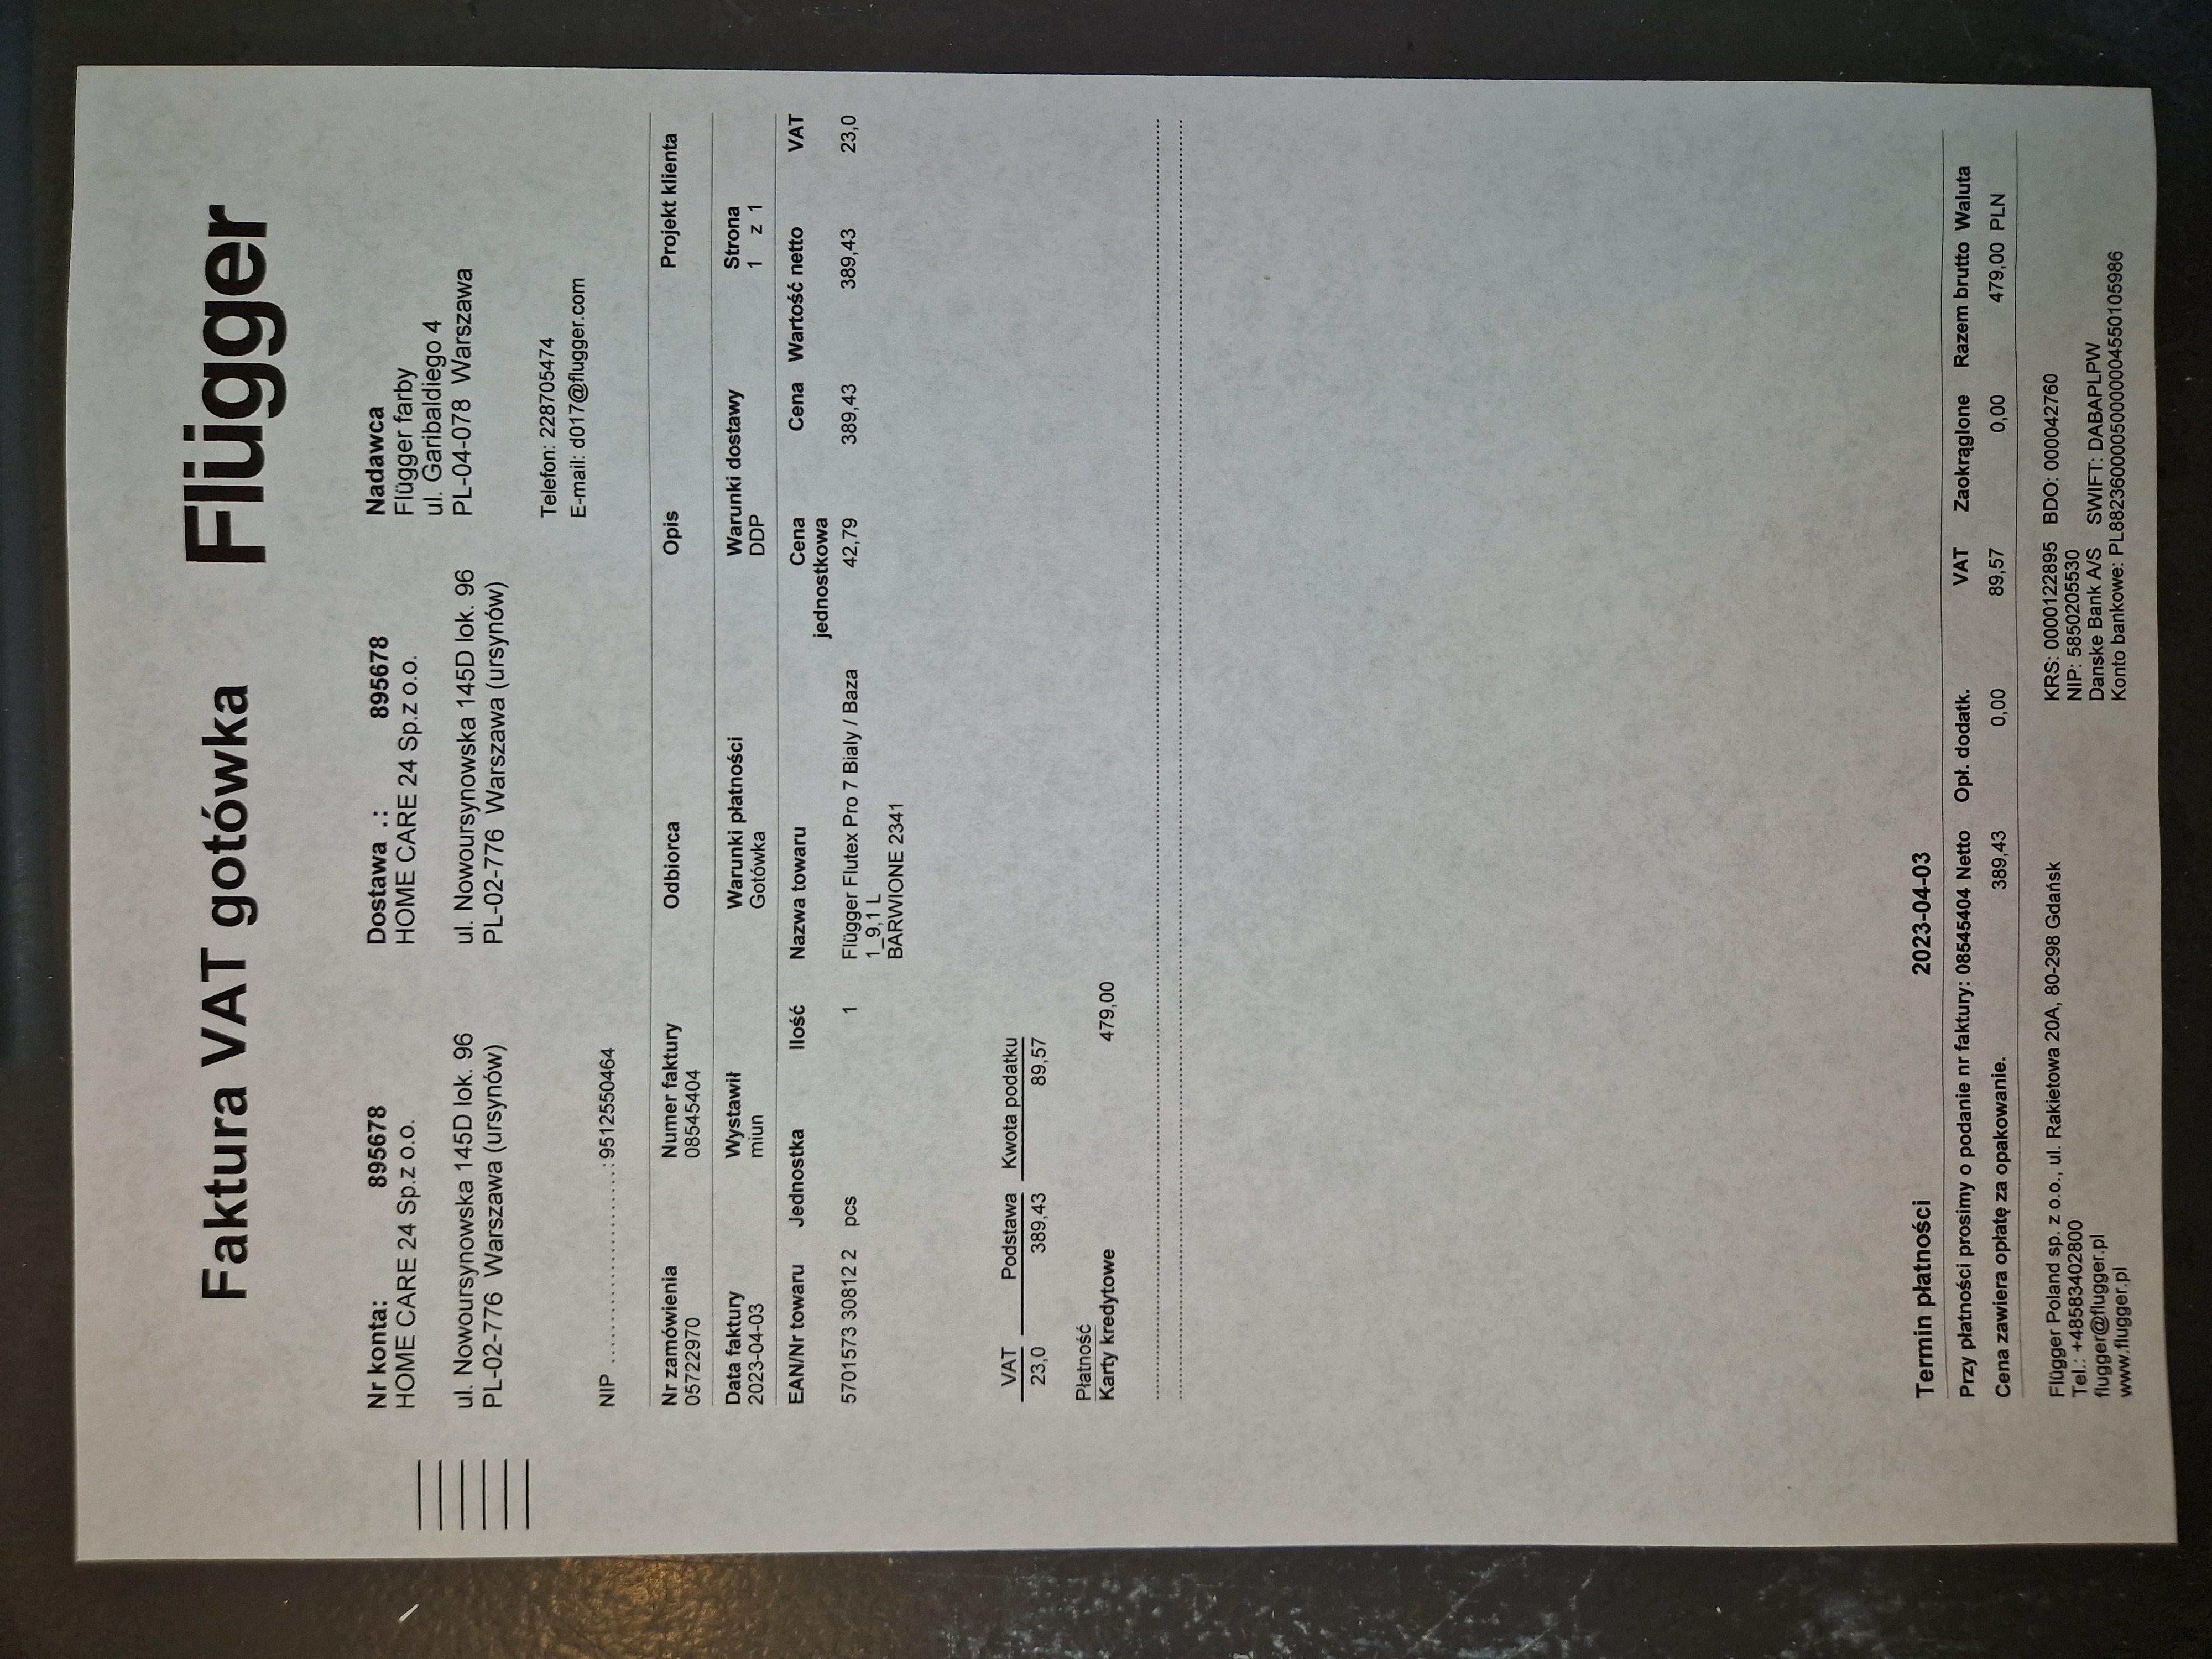 Faktura VAT gotówka
Flügger
Nr konta: 895678
HOME CARE 24 Sp.z o.o.
ul. Nowoursynowska 145D lok. 96
PL-02-776 Warszawa (ursynów)
Dostawa .: 895678
HOME CARE 24 Sp.z o.o.
ul. Nowoursynowska 145D lok. 96
PL-02-776 Warszawa (ursynów)
Nadawca
Flügger farby
ul. Garibaldiego 4
PL-04-078 Warszawa
Telefon: 228705474
E-mail: d017@flugger.com
NIP .......................: 9512550464
Nr zamówienia Numer faktury Odbiorca Opis Projekt klienta
05722970 08545404
Data faktury Wystawił Warunki płatności Warunki dostawy Strona
2023-04-03 miun Gotówka DDP 1 z 1
EAN/Nr towaru Jednostka Ilość Nazwa towaru Cena Cena Wartość netto VAT
jednostkowa
5701573 30812 2 pcs 1 Flügger Flutex Pro 7 Bialy / Baza 42,79 389,43 389,43 23,0
1_9,1 L
BARWIONE 2341
VAT Podstawa Kwota podatku
23,0 389,43 89,57
Płatność
Karty kredytowe 479,00
Termin płatności 2023-04-03
Przy płatności prosimy o podanie nr faktury: 08545404 Netto Opł. dodatk. VAT Zaokrąglone Razem brutto Waluta
Cena zawiera opłatę za opakowanie. 389,43 0,00 89,57 0,00 479,00 PLN
Flügger Poland sp. z o.o., ul. Rakietowa 20A, 80-298 Gdańsk
Tel.: +48583402800
flugger@flugger.pl
www.flugger.pl
KRS: 0000122895 BDO: 000042760
NIP: 5850205530
Danske Bank A/S SWIFT: DABAPLPW
Konto bankowe: PL88236000050000004550105986